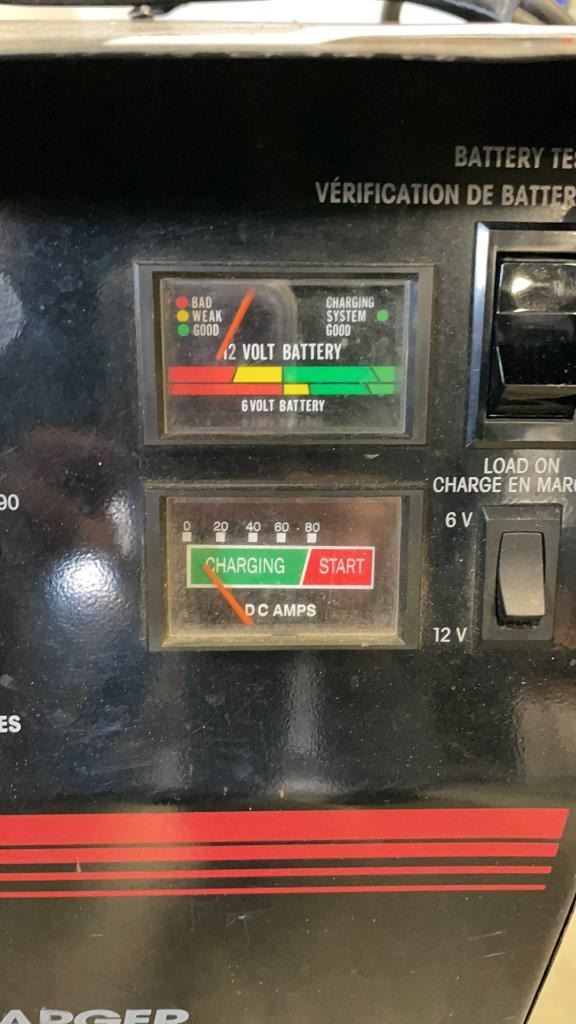 BATTERY TES
VÉRIFICATION DE BATTER
BAD
WEAK
GOOD
CHARGING
SYSTEM
GOOD
12 VOLT BATTERY
6 VOLT BATTERY
LOAD ON
CHARGE EN MARC
90
0 20 40 60 80
CHARGING START
DC AMPS
6 V
12 V
ES
ARGER